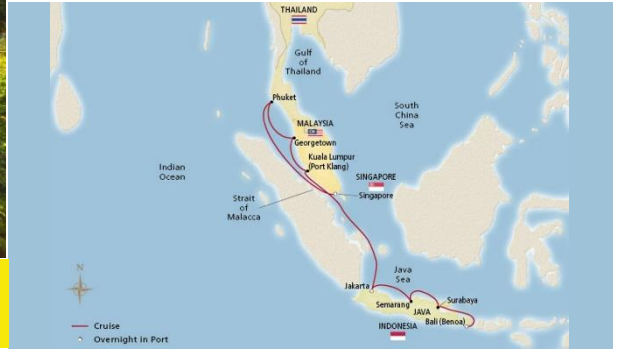 THAILAND
Gulf
of
Thailand
Phuket
South
China
Sea
MALAYSIA
Georgetown
Kuala Lumpur
(Port Klang)
Indian
Ocean
SINGAPORE
Singapore
Strait
of
Malacca
Java
Sea
N
Jakarta
Semarang
Surabaya
JAVA
Bali (Benoa)
INDONESIA
Cruise
Overnight in Port